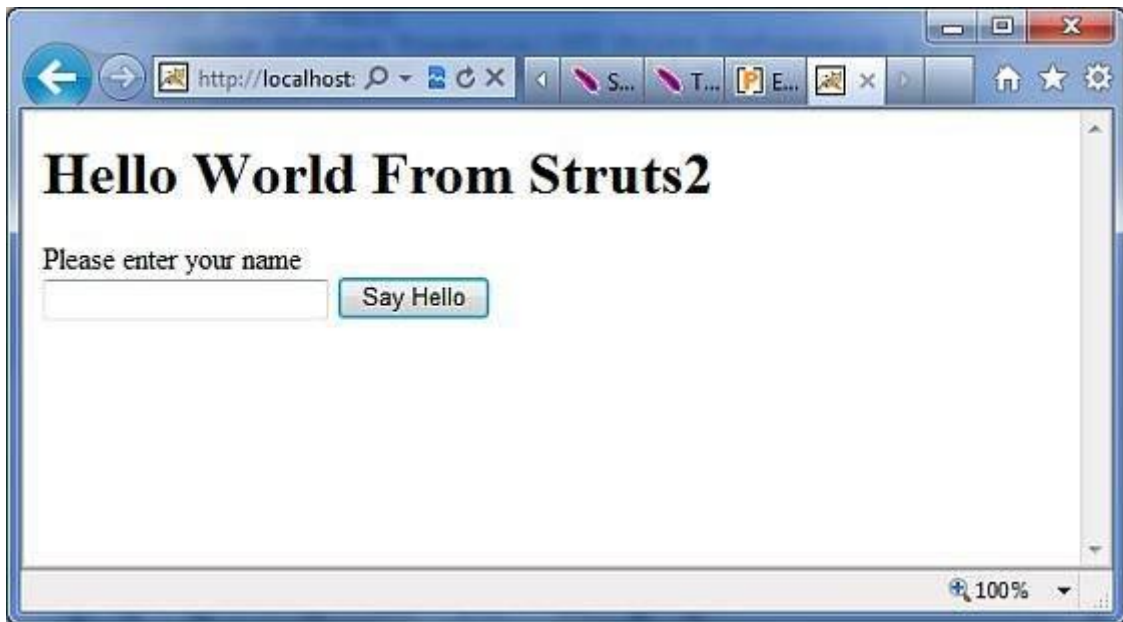 http://localhost:
S...
T...
E...
Hello World From Struts2
Please enter your name
Say Hello
100%